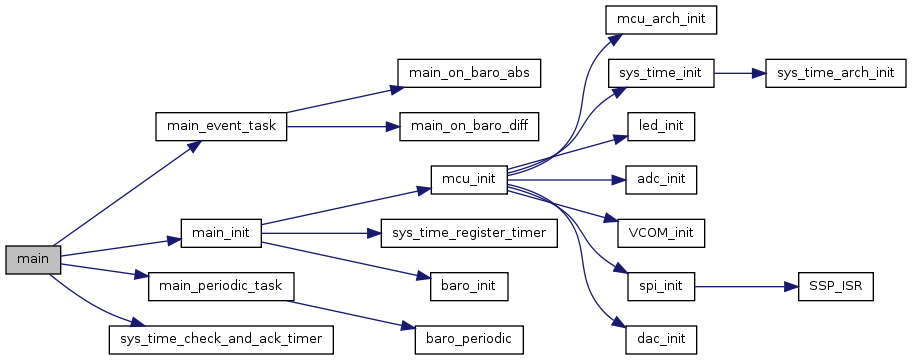 mcu_arch_init
main_on_baro_abs
sys_time_init
sys_time_arch_init
main_event_task
main_on_baro_diff
led_init
mcu_init
adc_init
main_init
sys_time_register_timer
VCOM_init
main
main_periodic_task
baro_init
spi_init
SSP_ISR
sys_time_check_and_ack_timer
baro_periodic
dac_init